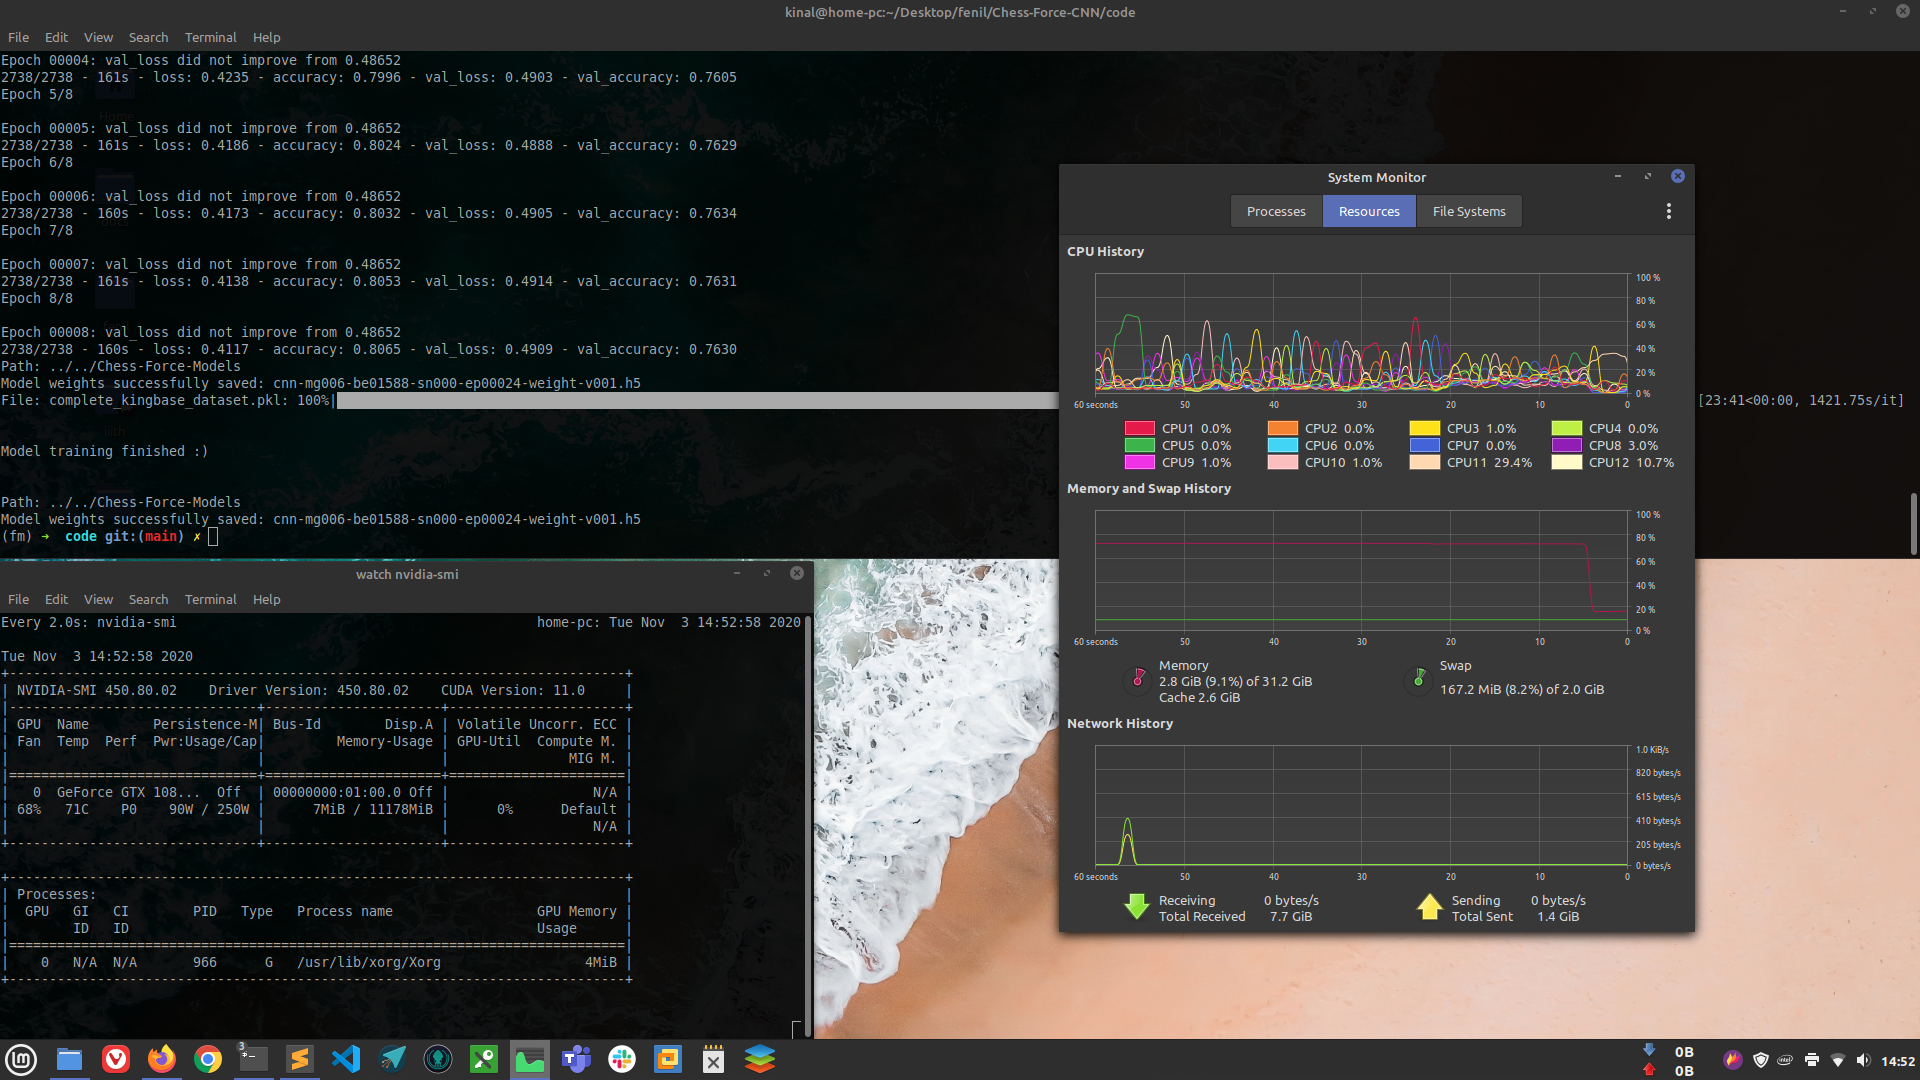 kinal@home-pc:~/Desktop/fenil/Chess-Force-CNN/code
File Edit View Search Terminal Help
Epoch 00004: val_loss did not improve from 0.48652
2738/2738 - 161s - loss: 0.4235 - accuracy: 0.7996 - val_loss: 0.4903 - val_accuracy: 0.7605
Epoch 5/8
Epoch 00005: val_loss did not improve from 0.48652
2738/2738 - 161s - loss: 0.4186 - accuracy: 0.8024 - val_loss: 0.4888 - val_accuracy: 0.7629
Epoch 6/8
Epoch 00006: val_loss did not improve from 0.48652
2738/2738 - 160s - loss: 0.4173 - accuracy: 0.8032 - val_loss: 0.4905 - val_accuracy: 0.7634
Epoch 7/8
Epoch 00007: val_loss did not improve from 0.48652
2738/2738 - 161s - loss: 0.4138 - accuracy: 0.8053 - val_loss: 0.4914 - val_accuracy: 0.7631
Epoch 8/8
Epoch 00008: val_loss did not improve from 0.48652
2738/2738 - 160s - loss: 0.4117 - accuracy: 0.8065 - val_loss: 0.4909 - val_accuracy: 0.7630
Path: ../../Chess-Force-Models
Model weights successfully saved: cnn-mg006-be01588-sn000-ep00024-weight-v001.h5
File: complete_kingbase_dataset.pkl: 100%| [23:41<00:00, 1421.75s/it]
Model training finished :)
Path: ../../Chess-Force-Models
Model weights successfully saved: cnn-mg006-be01588-sn000-ep00024-weight-v001.h5
(fm) ➜ code git:(main) ✗
System Monitor
Processes Resources File Systems
CPU History
100 %
80 %
60 %
40 %
20 %
0 %
60 seconds 50 40 30 20 10 0
CPU1 0.0% CPU2 0.0% CPU3 1.0% CPU4 0.0%
CPU5 0.0% CPU6 0.0% CPU7 0.0% CPU8 3.0%
CPU9 1.0% CPU10 1.0% CPU11 29.4% CPU12 10.7%
Memory and Swap History
100 %
80 %
60 %
40 %
20 %
0 %
60 seconds 50 40 30 20 10 0
Memory
2.8 GiB (9.1%) of 31.2 GiB
Cache 2.6 GiB
Swap
167.2 MiB (8.2%) of 2.0 GiB
Network History
1.0 KiB/s
820 bytes/s
615 bytes/s
410 bytes/s
205 bytes/s
0 bytes/s
60 seconds 50 40 30 20 10 0
Receiving 0 bytes/s
Total Received 7.7 GiB
Sending 0 bytes/s
Total Sent 1.4 GiB
watch nvidia-smi
File Edit View Search Terminal Help
Every 2.0s: nvidia-smi home-pc: Tue Nov 3 14:52:58 2020
Tue Nov 3 14:52:58 2020
+-----------------------------------------------------------------------------+
| NVIDIA-SMI 450.80.02    Driver Version: 450.80.02    CUDA Version: 11.0     |
|-------------------------------+----------------------+----------------------+
| GPU  Name        Persistence-M| Bus-Id        Disp.A | Volatile Uncorr. ECC |
| Fan  Temp  Perf  Pwr:Usage/Cap|         Memory-Usage | GPU-Util  Compute M. |
|                               |                      |               MIG M. |
|===============================+======================+======================|
|   0  GeForce GTX 108...  Off  | 00000000:01:00.0 Off |                  N/A |
| 68%   71C    P0    90W / 250W |      7MiB / 11178MiB |      0%      Default |
|                               |                      |                  N/A |
+-------------------------------+----------------------+----------------------+
+-----------------------------------------------------------------------------+
| Processes:                                                                  |
|  GPU   GI   CI        PID   Type   Process name                  GPU Memory |
|        ID   ID                                                   Usage      |
|=============================================================================|
|    0   N/A  N/A       966      G   /usr/lib/xorg/Xorg                  4MiB |
+-----------------------------------------------------------------------------+
3
0B
0B
14:52